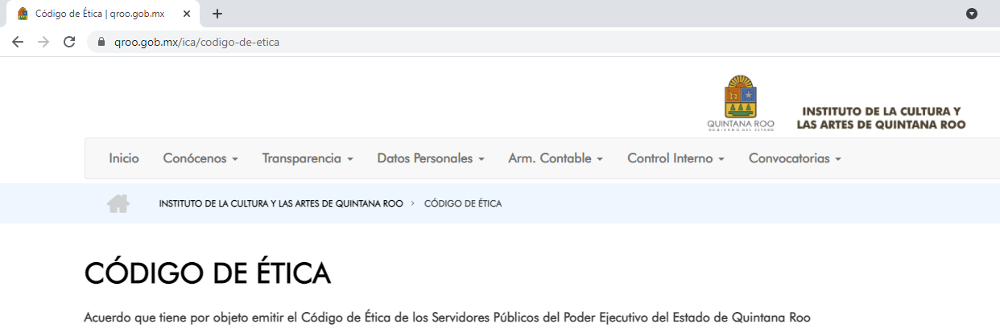 Código de Ética | qroo.gob.mx
qroo.gob.mx/ica/codigo-de-etica
QUINTANA ROO
GOBIERNO DEL ESTADO
INSTITUTO DE LA CULTURA Y
LAS ARTES DE QUINTANA ROO
Inicio Conócenos Transparencia Datos Personales Arm. Contable Control Interno Convocatorias
INSTITUTO DE LA CULTURA Y LAS ARTES DE QUINTANA ROO > CÓDIGO DE ÉTICA
CÓDIGO DE ÉTICA
Acuerdo que tiene por objeto emitir el Código de Ética de los Servidores Públicos del Poder Ejecutivo del Estado de Quintana Roo